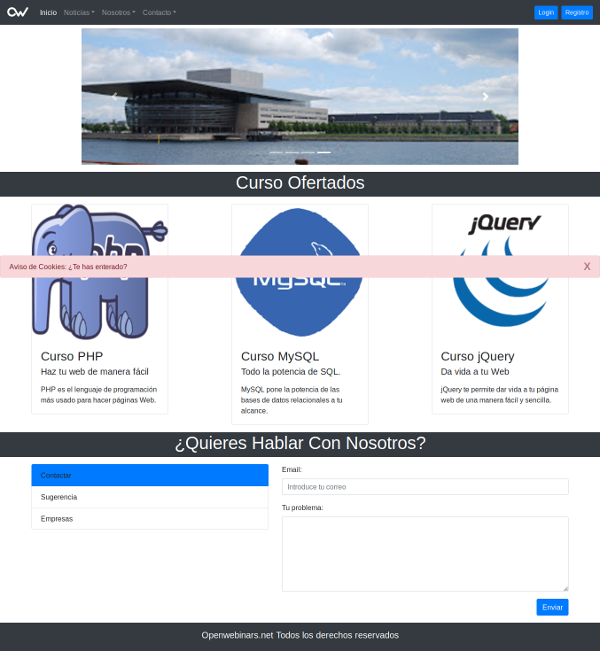 OW Inicio Noticias Nosotros Contacto Login Registro
Curso Ofertados
php MySQL jQuery
Aviso de Cookies: ¿Te has enterado? X
Curso PHP
Haz tu web de manera fácil
PHP es el lenguaje de programación
más usado para hacer páginas Web.
Curso MySQL
Todo la potencia de SQL.
MySQL pone la potencia de las
bases de datos relacionales a tu
alcance.
Curso jQuery
Da vida a tu Web
jQuery te permite dar vida a tu página
web de una manera fácil y sencilla.
¿Quieres Hablar Con Nosotros?
Contactar
Sugerencia
Empresas
Email:
Introduce tu correo
Tu problema:
Enviar
Openwebinars.net Todos los derechos reservados